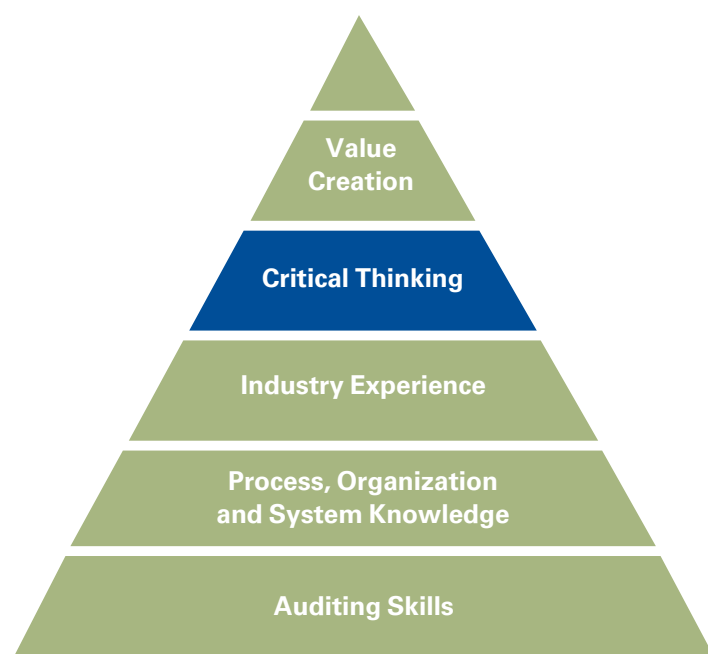 Value
Creation
Critical Thinking
Industry Experience
Process, Organization
and System Knowledge
Auditing Skills